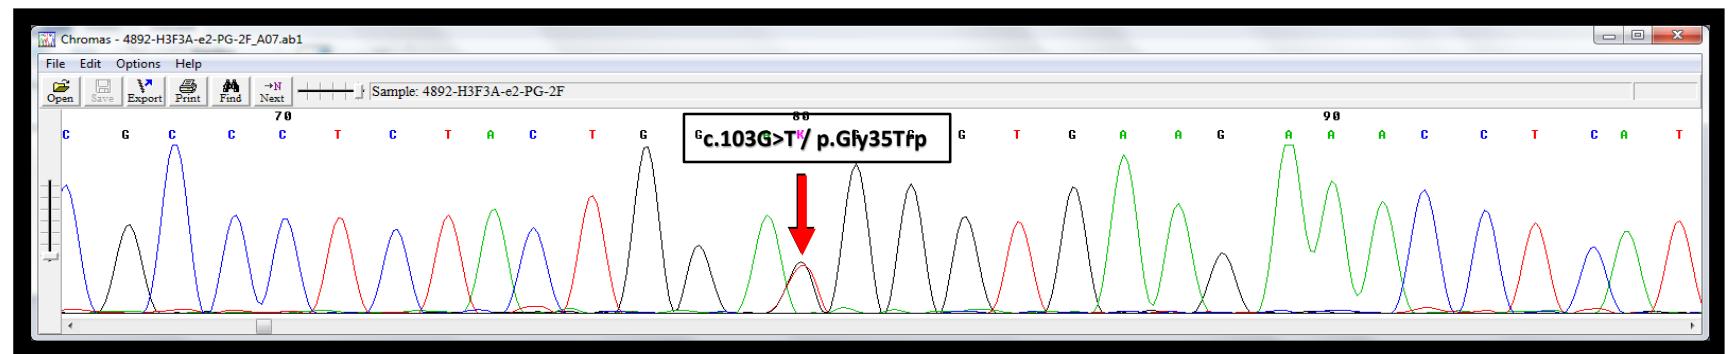 Chromas - 4892-H3F3A-e2-PG-2F_A07.ab1
File Edit Options Help
Open Save Export Print Find →N Next Sample: 4892-H3F3A-e2-PG-2F
70 80 90
C G C C C T C T A C T G G K G G G T G A A G A A A C C T C A T
c.103G>T/ p.Gly35Trp